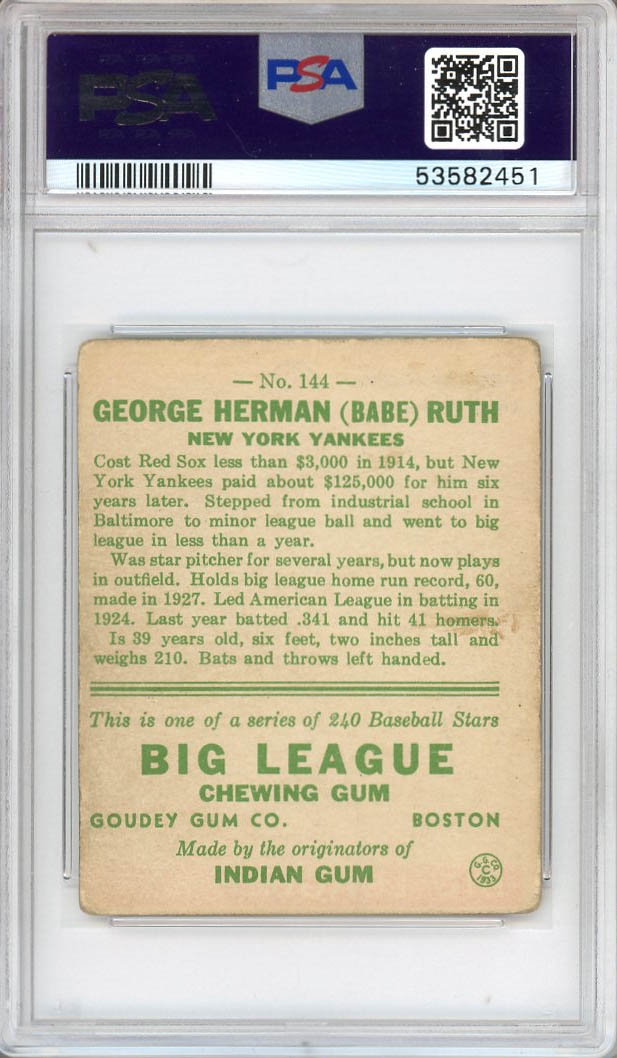 PSA
PSA
53582451
— No. 144 —
GEORGE HERMAN (BABE) RUTH
NEW YORK YANKEES
Cost Red Sox less than $3,000 in 1914, but New
York Yankees paid about $125,000 for him six
years later. Stepped from industrial school in
Baltimore to minor league ball and went to big
league in less than a year.
Was star pitcher for several years, but now plays
in outfield. Holds big league home run record, 60,
made in 1927. Led American League in batting in
1924. Last year batted .341 and hit 41 homers.
Is 39 years old, six feet, two inches tall and
weighs 210. Bats and throws left handed.
This is one of a series of 240 Baseball Stars
BIG LEAGUE
CHEWING GUM
GOUDEY GUM CO. BOSTON
Made by the originators of
INDIAN GUM
G.G.CO.
C
1933